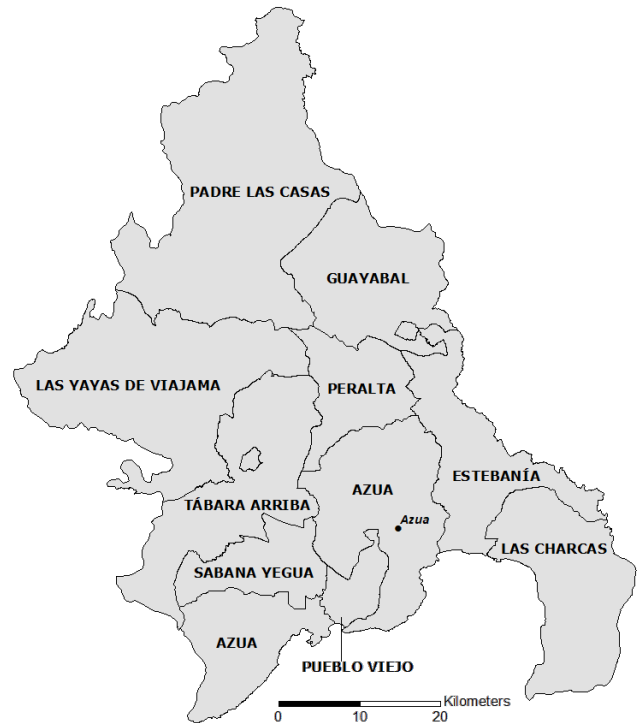 PADRE LAS CASAS
GUAYABAL
LAS YAYAS DE VIAJAMA
PERALTA
ESTEBANÍA
AZUA
TÁBARA ARRIBA
Azua
LAS CHARCAS
SABANA YEGUA
AZUA
PUEBLO VIEJO
Kilometers
0 10 20